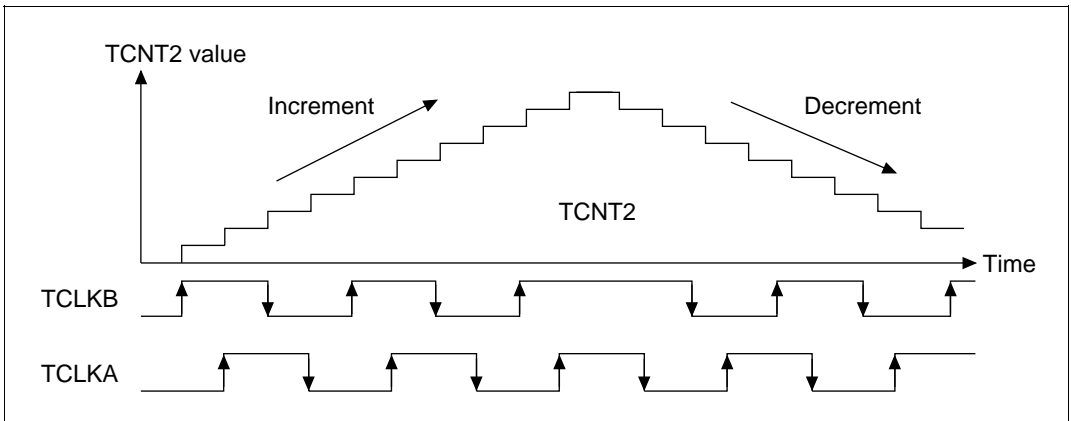 TCNT2 value
Increment
Decrement
TCNT2
Time
TCLKB
TCLKA